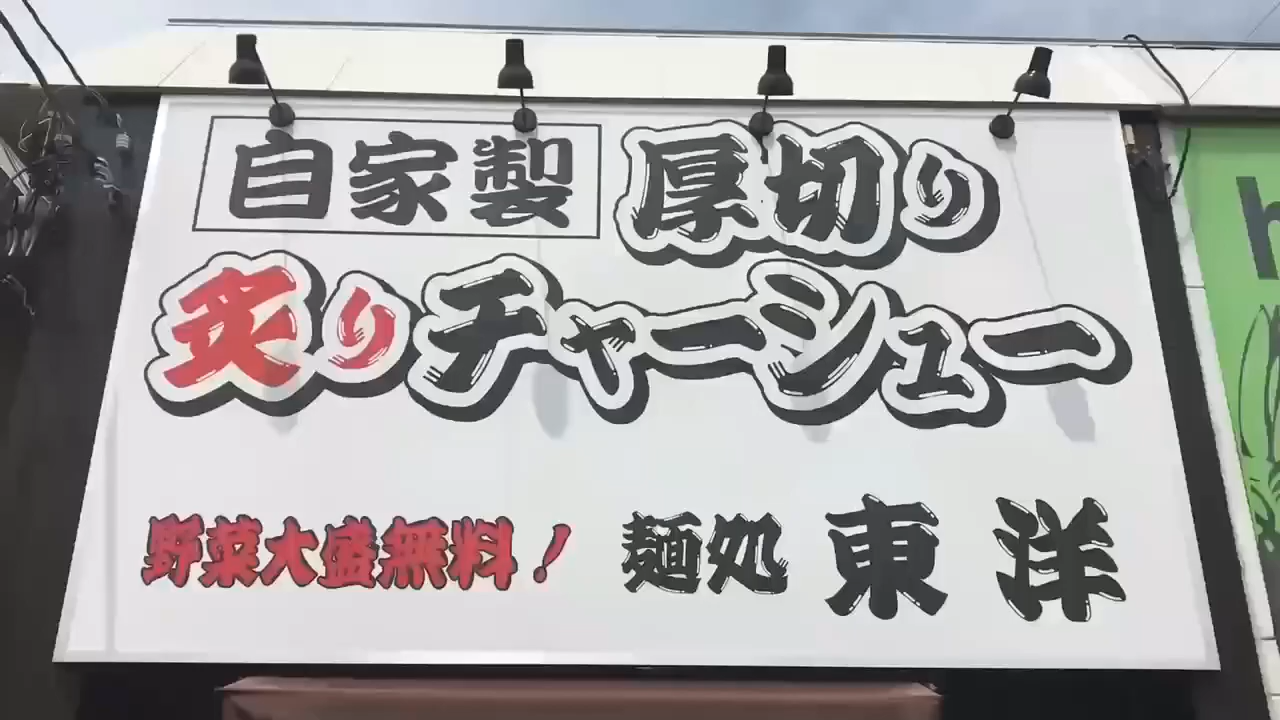 自家製 厚切り
炙りチャーシュー
野菜大盛無料! 麺処 東洋
h